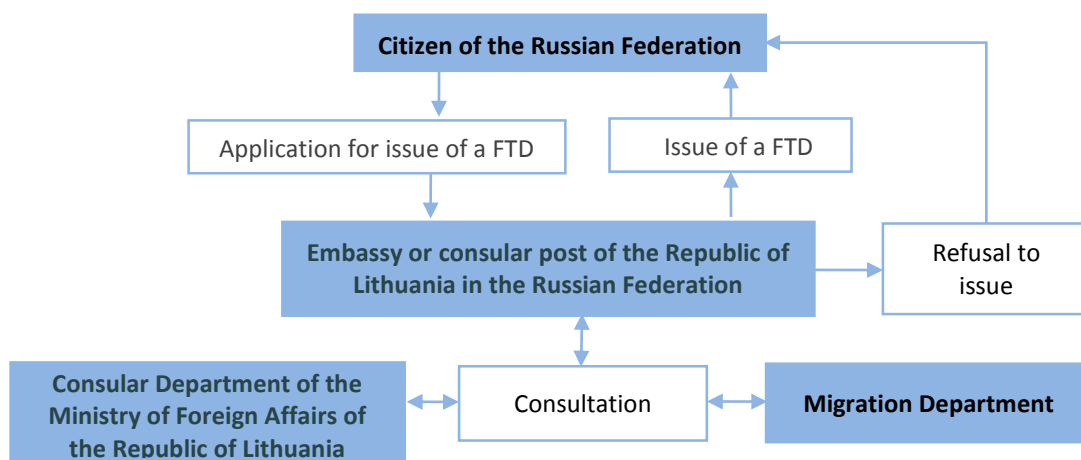 Citizen of the Russian Federation
Application for issue of a FTD
Issue of a FTD
Embassy or consular post of the Republic of
Lithuania in the Russian Federation
Refusal to
issue
Consular Department of the
Ministry of Foreign Affairs of
the Republic of Lithuania
Consultation
Migration Department